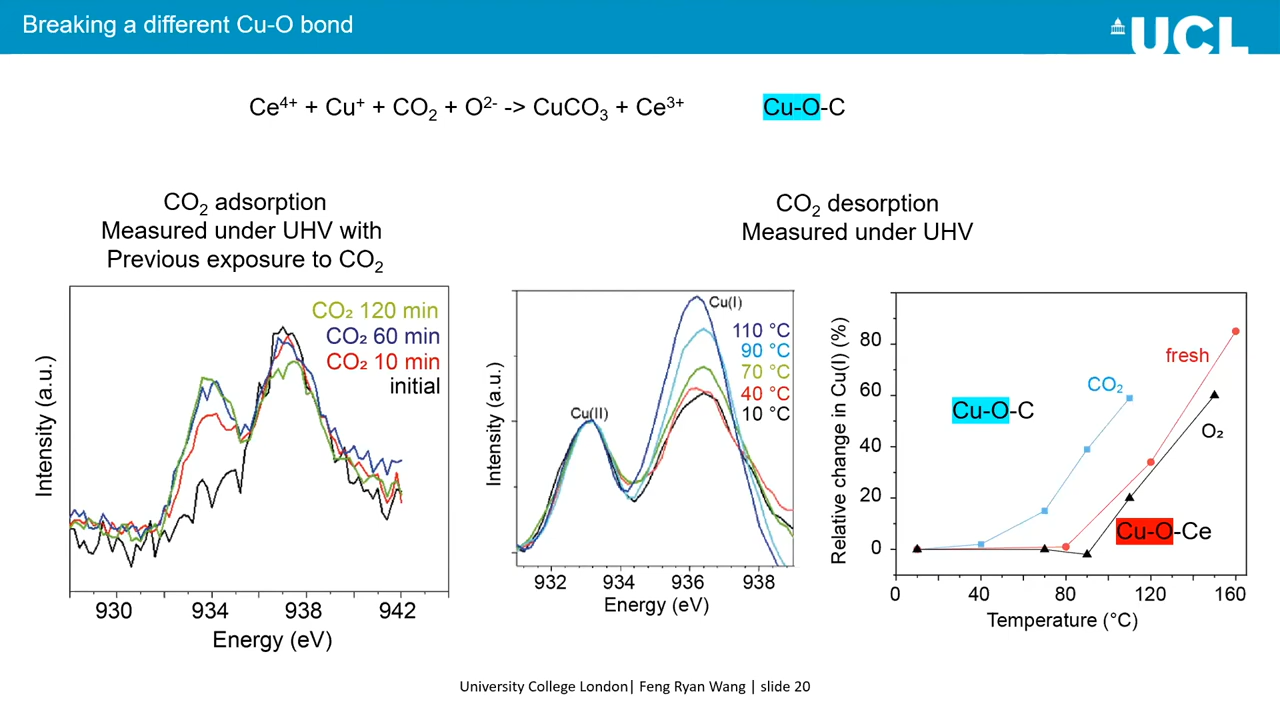 Breaking a different Cu-O bond
UCL
Ce⁴⁺ + Cu⁺ + CO₂ + O²⁻ -> CuCO₃ + Ce³⁺
Cu-O-C
CO₂ adsorption
Measured under UHV with
Previous exposure to CO₂
CO₂ desorption
Measured under UHV
CO₂ 120 min
CO₂ 60 min
CO₂ 10 min
initial
Intensity (a.u.)
930 934 938 942
Energy (eV)
Cu(I)
Cu(II)
110 °C
90 °C
70 °C
40 °C
10 °C
Intensity (a.u.)
932 934 936 938
Energy (eV)
Relative change in Cu(I) (%)
80
60
40
20
0
fresh
CO₂
Cu-O-C
O₂
Cu-O-Ce
0 40 80 120 160
Temperature (°C)
University College London| Feng Ryan Wang | slide 20